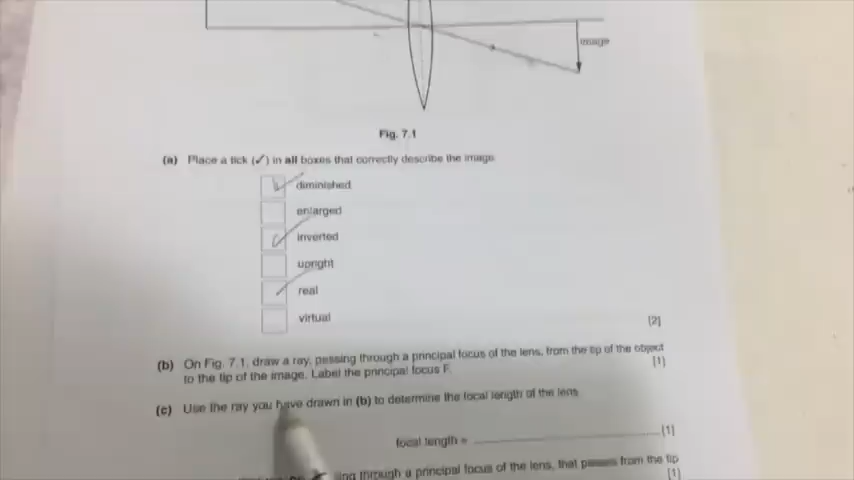 image
Fig. 7.1
(a) Place a tick (✓) in all boxes that correctly describe the image.
diminished
enlarged
inverted
upright
real
virtual
[2]
(b) On Fig. 7.1, draw a ray, passing through a principal focus of the lens, from the tip of the object
to the tip of the image. Label the principal focus F.
[1]
(c) Use the ray you have drawn in (b) to determine the focal length of the lens
focal length =
[1]
through a principal focus of the lens, that passes from the tip
[1]